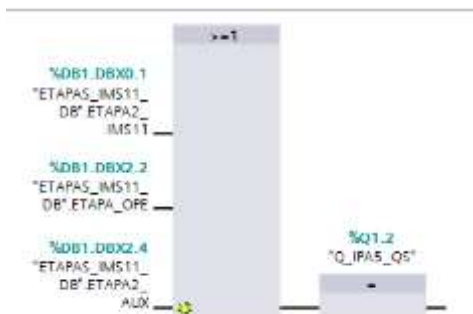 >=1
%DB1.DBX0.1
"ETAPAS_IMS11_
DB".ETAPA2_
IMS11
%DB1.DBX2.2
"ETAPAS_IMS11_
DB".ETAPA_OPE
%DB1.DBX2.4
"ETAPAS_IMS11_
DB".ETAPA2_
AUX
%Q1.2
"Q_IPA5_QS"
=